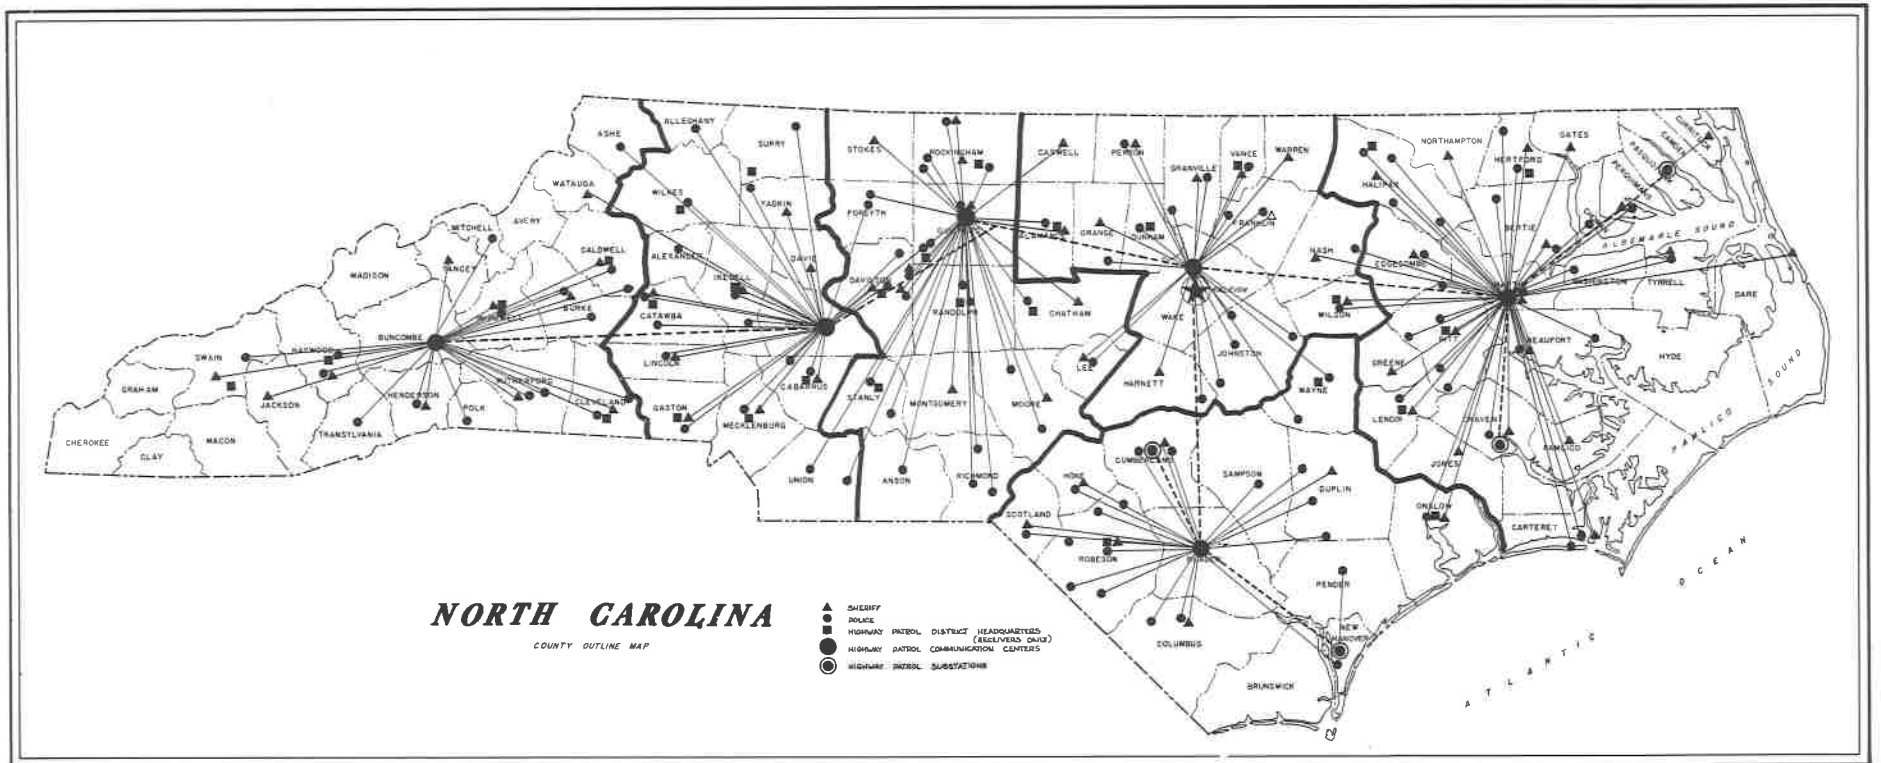 ASHE
ALLEGHANY
SURRY
STOKES
ROCKINGHAM
CASWELL
PERSON
GRANVILLE
VANCE
WARREN
NORTHAMPTON
HERTFORD
GATES
CURRITUCK
CAMDEN
PERQUIMANS
WATAUGA
WILKES
YADKIN
FORSYTH
HALIFAX
MITCHELL
AVERY
CALDWELL
ALEXANDER
IREDELL
DAVIE
DAVIDSON
ORANGE
DURHAM
FRANKLIN
NASH
EDGECOMBE
BERTIE
ALBEMARLE SOUND
MADISON
YANCEY
BURKE
CATAWBA
RANDOLPH
CHATHAM
RALEIGH
WAKE
WILSON
WASHINGTON
TYRRELL
DARE
SWAIN
HAYWOOD
BUNCOMBE
LINCOLN
JOHNSTON
PITT
BEAUFORT
HYDE
GRAHAM
JACKSON
HENDERSON
RUTHERFORD
CLEVELAND
GASTON
CABARRUS
STANLY
MONTGOMERY
MOORE
LEE
HARNETT
WAYNE
GREENE
LENOIR
CRAVEN
PAMLICO
PAMLICO SOUND
CHEROKEE
CLAY
MACON
TRANSYLVANIA
POLK
MECKLENBURG
UNION
ANSON
RICHMOND
HOKE
CUMBERLAND
SAMPSON
DUPLIN
JONES
ONSLOW
CARTERET
SCOTLAND
ROBESON
BLADEN
PENDER
NEW
HANOVER
COLUMBUS
BRUNSWICK
ATLANTIC OCEAN
NORTH CAROLINA
COUNTY OUTLINE MAP
SHERIFF
POLICE
HIGHWAY PATROL DISTRICT HEADQUARTERS
(RECEIVERS ONLY)
HIGHWAY PATROL COMMUNICATION CENTERS
HIGHWAY PATROL SUBSTATIONS